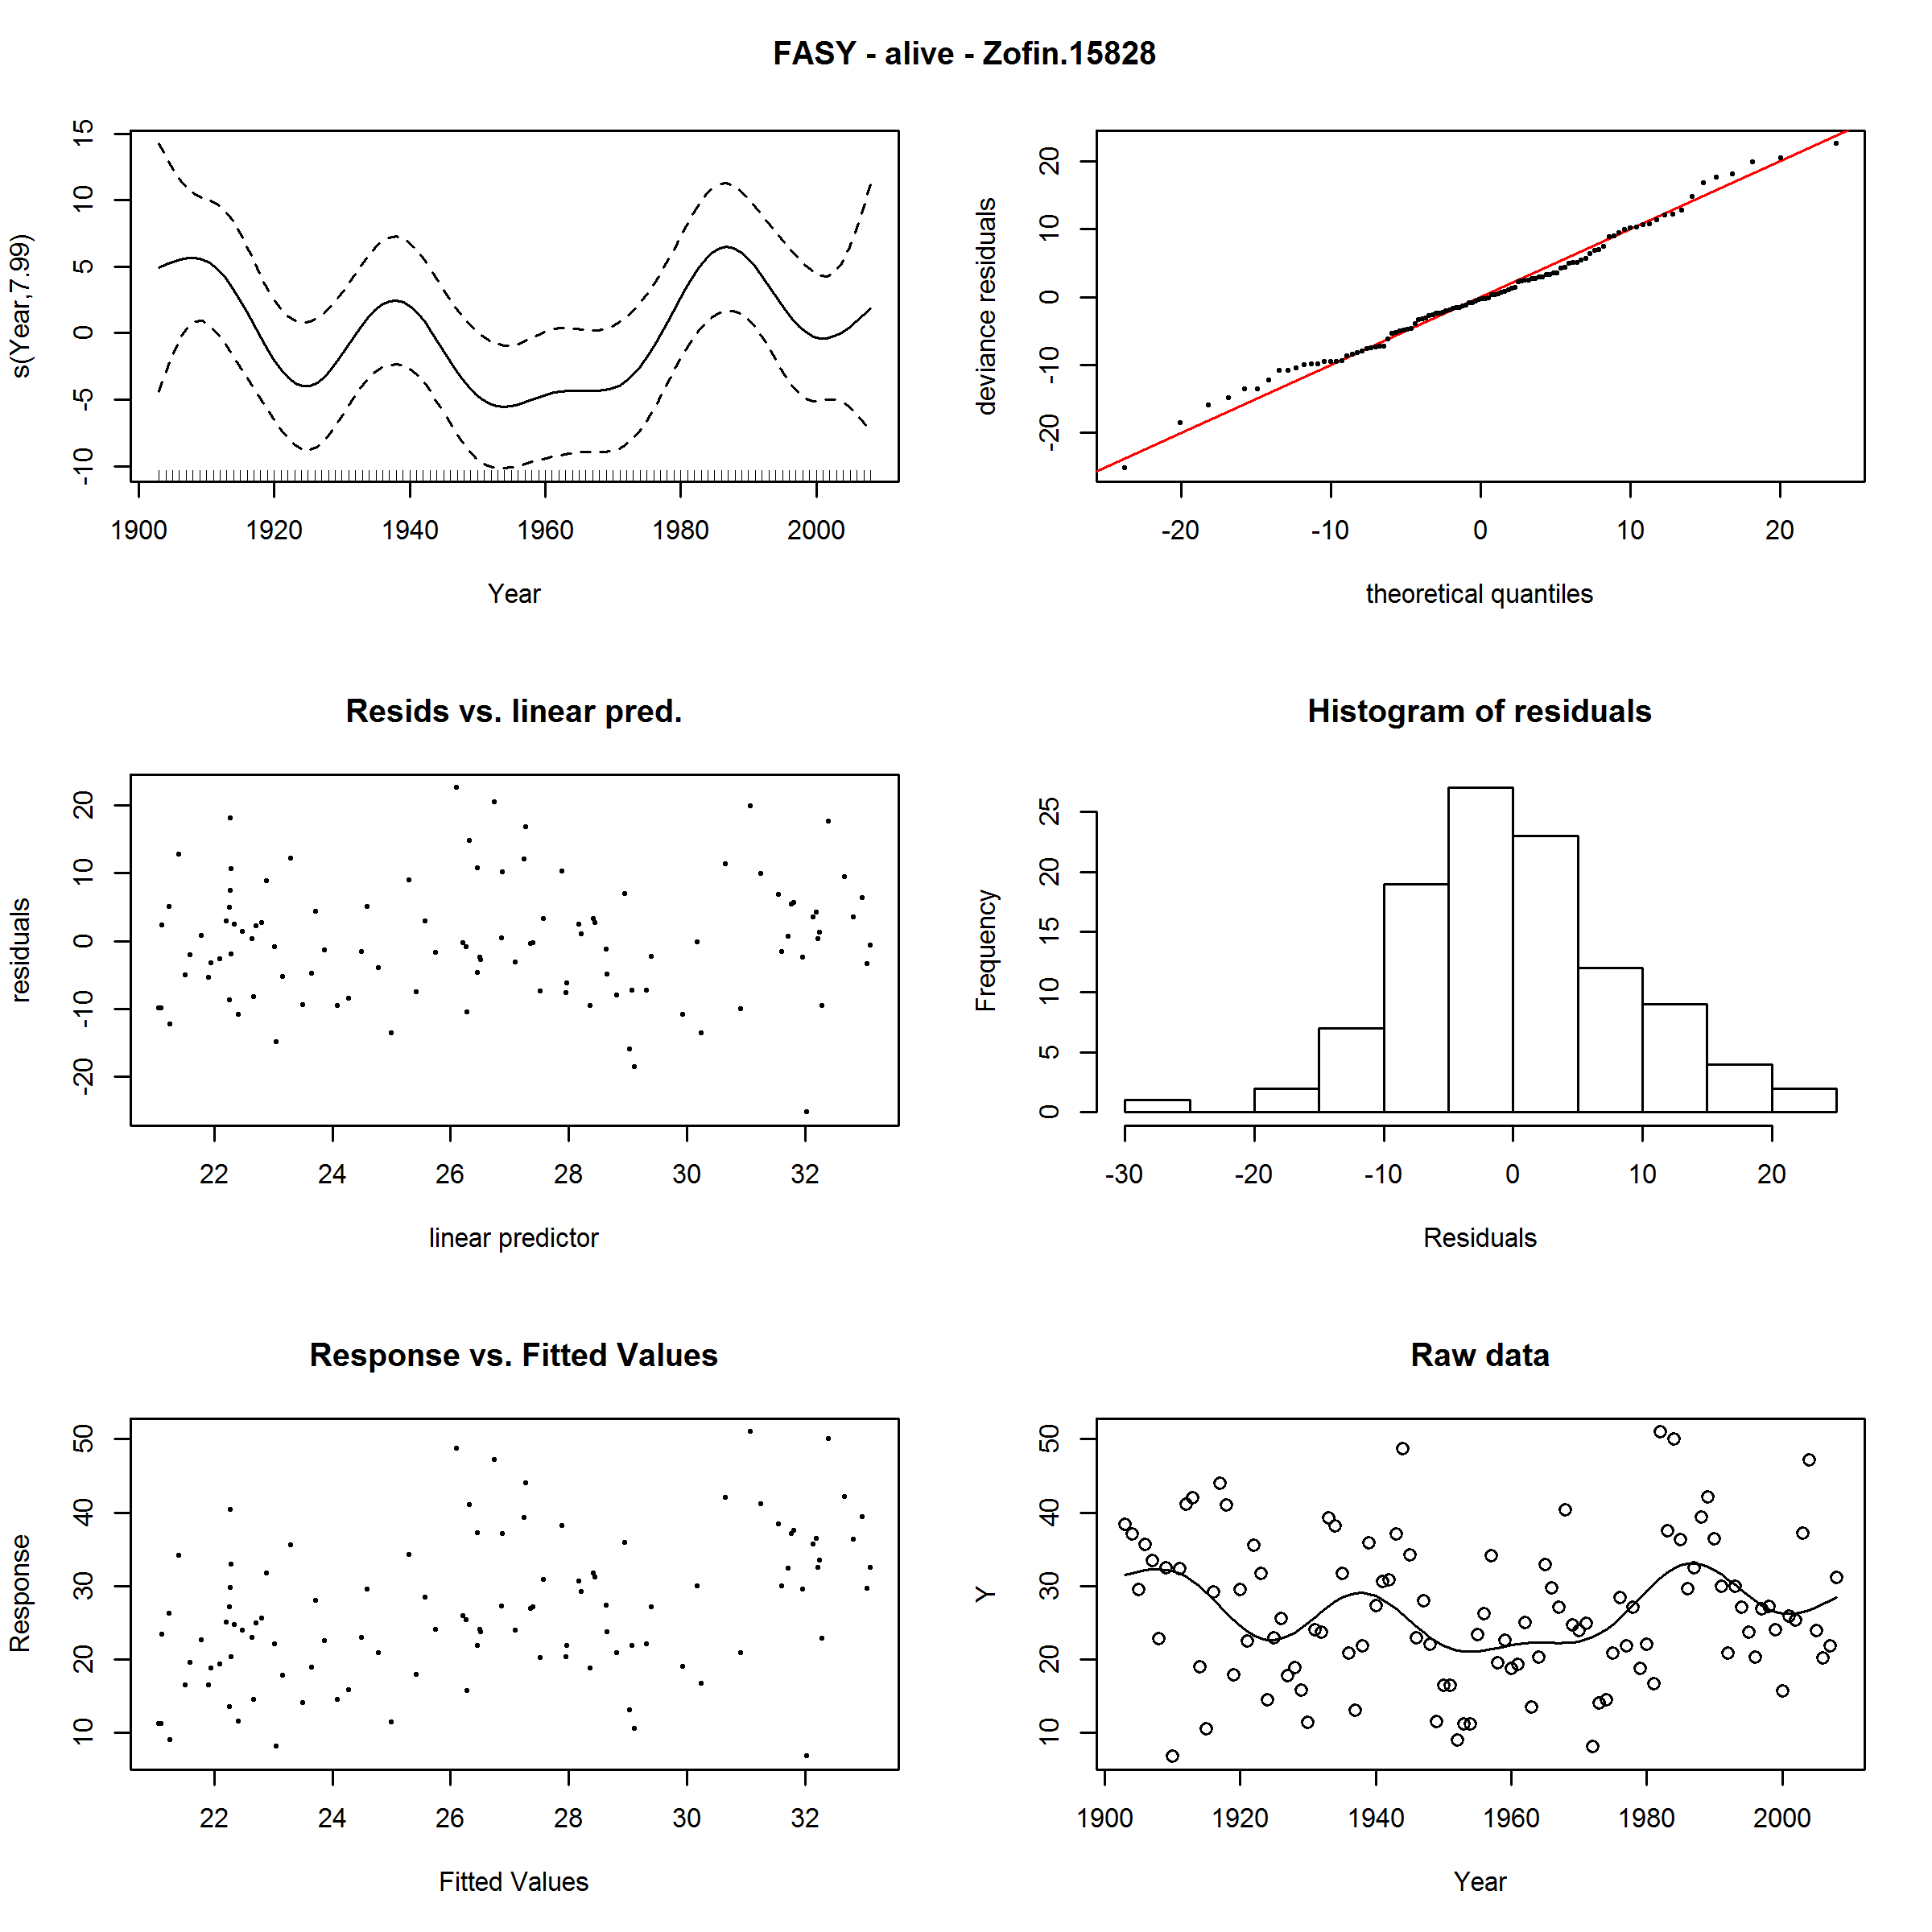 FASY - alive - Zofin.15828
s(Year,7.99)
-10 -5 0 5 10 15
1900 1920 1940 1960 1980 2000
Year
deviance residuals
-20 -10 0 10 20
-20 -10 0 10 20
theoretical quantiles
Resids vs. linear pred.
residuals
-20 -10 0 10 20
22 24 26 28 30 32
linear predictor
Histogram of residuals
Frequency
0 5 10 15 20 25
-30 -20 -10 0 10 20
Residuals
Response vs. Fitted Values
Response
10 20 30 40 50
22 24 26 28 30 32
Fitted Values
Raw data
Y
10 20 30 40 50
1900 1920 1940 1960 1980 2000
Year